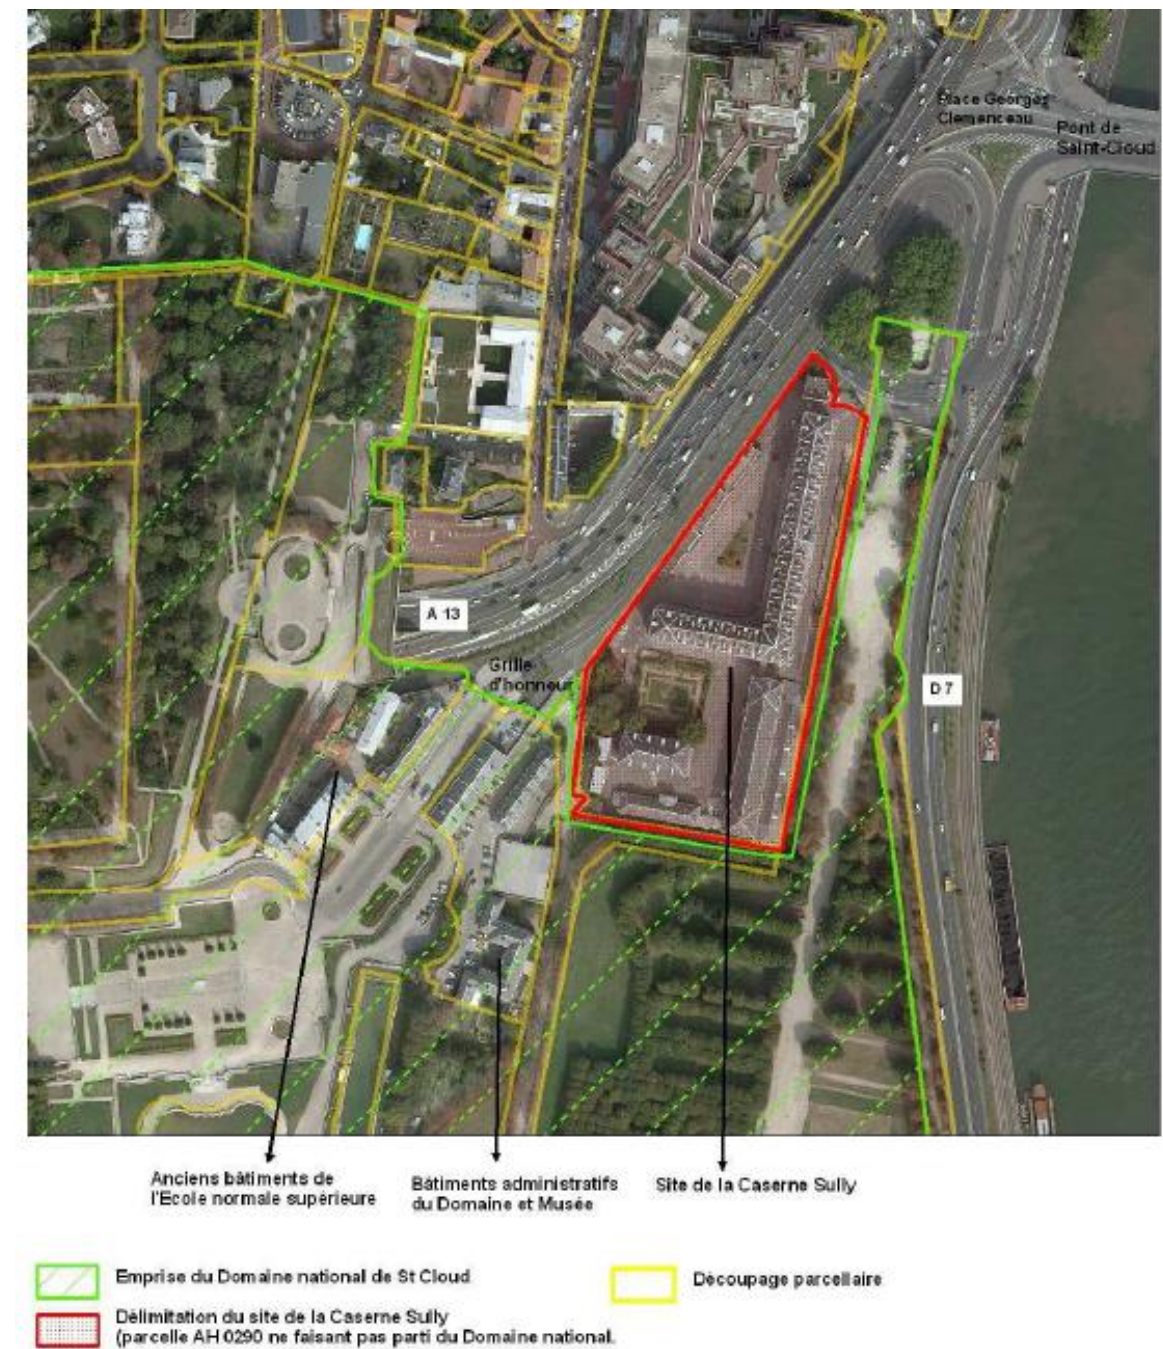 Place Georges
Clemenceau
Pont de
Saint-Cloud
A 13
Grille
d'honneur
D 7
Anciens bâtiments de
l'Ecole normale supérieure
Bâtiments administratifs
du Domaine et Musée
Site de la Caserne Sully
Emprise du Domaine national de St Cloud
Découpage parcellaire
Délimitation du site de la Caserne Sully
(parcelle AH 0290 ne faisant pas parti du Domaine national.